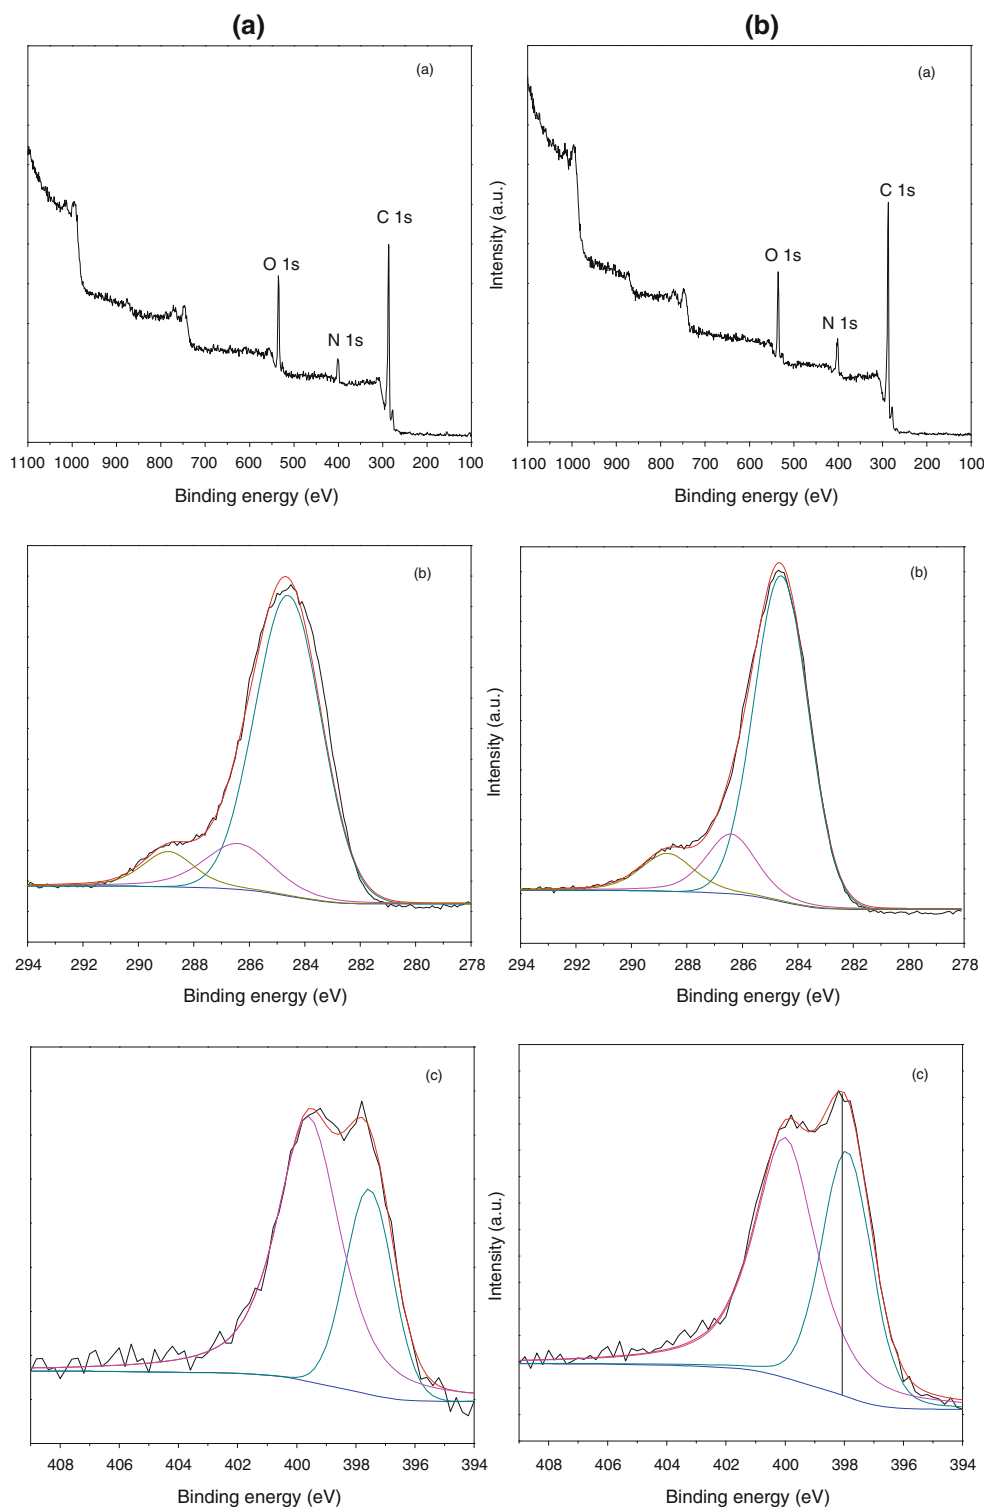 (a)
(b)
(a)
O 1s
N 1s
C 1s
1100 1000 900 800 700 600 500 400 300 200 100
Binding energy (eV)
(a)
Intensity (a.u.)
O 1s
N 1s
C 1s
1100 1000 900 800 700 600 500 400 300 200 100
Binding energy (eV)
(b)
294 292 290 288 286 284 282 280 278
Binding energy (eV)
(b)
Intensity (a.u.)
294 292 290 288 286 284 282 280 278
Binding energy (eV)
(c)
408 406 404 402 400 398 396 394
Binding energy (eV)
(c)
Intensity (a.u.)
408 406 404 402 400 398 396 394
Binding energy (eV)